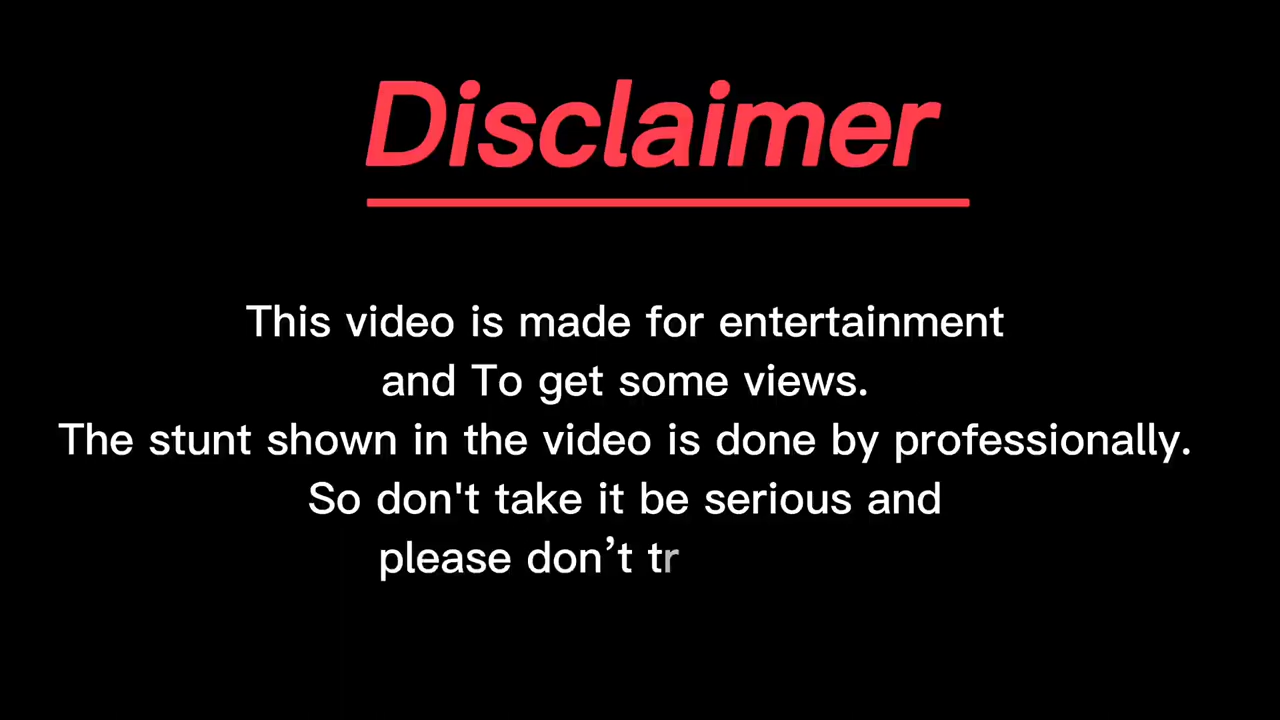 Disclaimer
This video is made for entertainment
and To get some views.
The stunt shown in the video is done by professionally.
So don't take it be serious and
please don’t tr